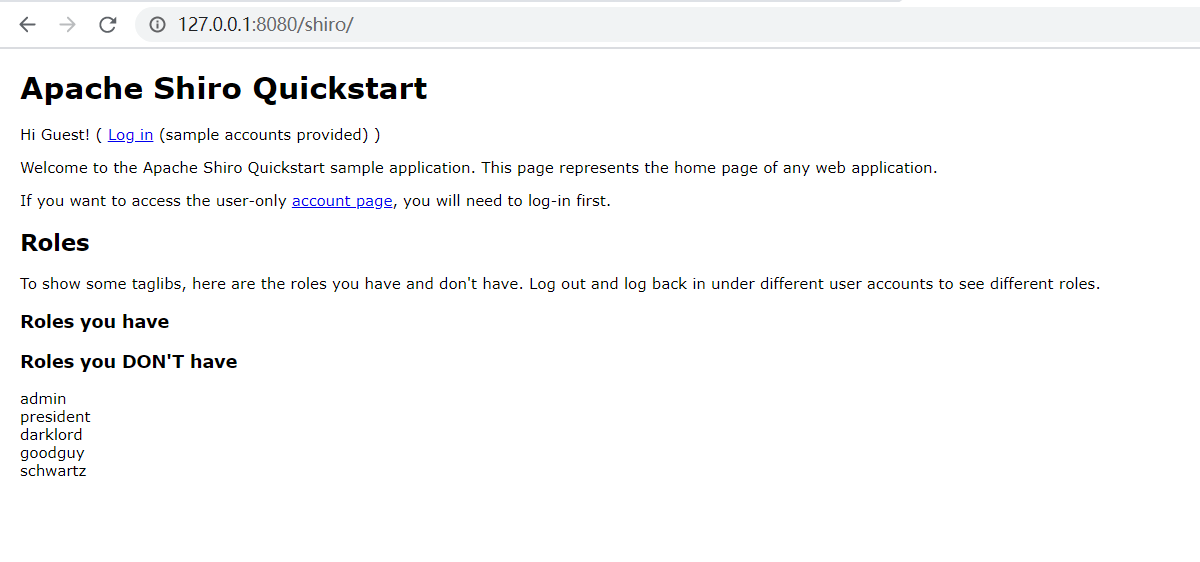 127.0.0.1:8080/shiro/
Apache Shiro Quickstart
Hi Guest! ( Log in (sample accounts provided) )
Welcome to the Apache Shiro Quickstart sample application. This page represents the home page of any web application.
If you want to access the user-only account page, you will need to log-in first.
Roles
To show some taglibs, here are the roles you have and don't have. Log out and log back in under different user accounts to see different roles.
Roles you have
Roles you DON'T have
admin
president
darklord
goodguy
schwartz